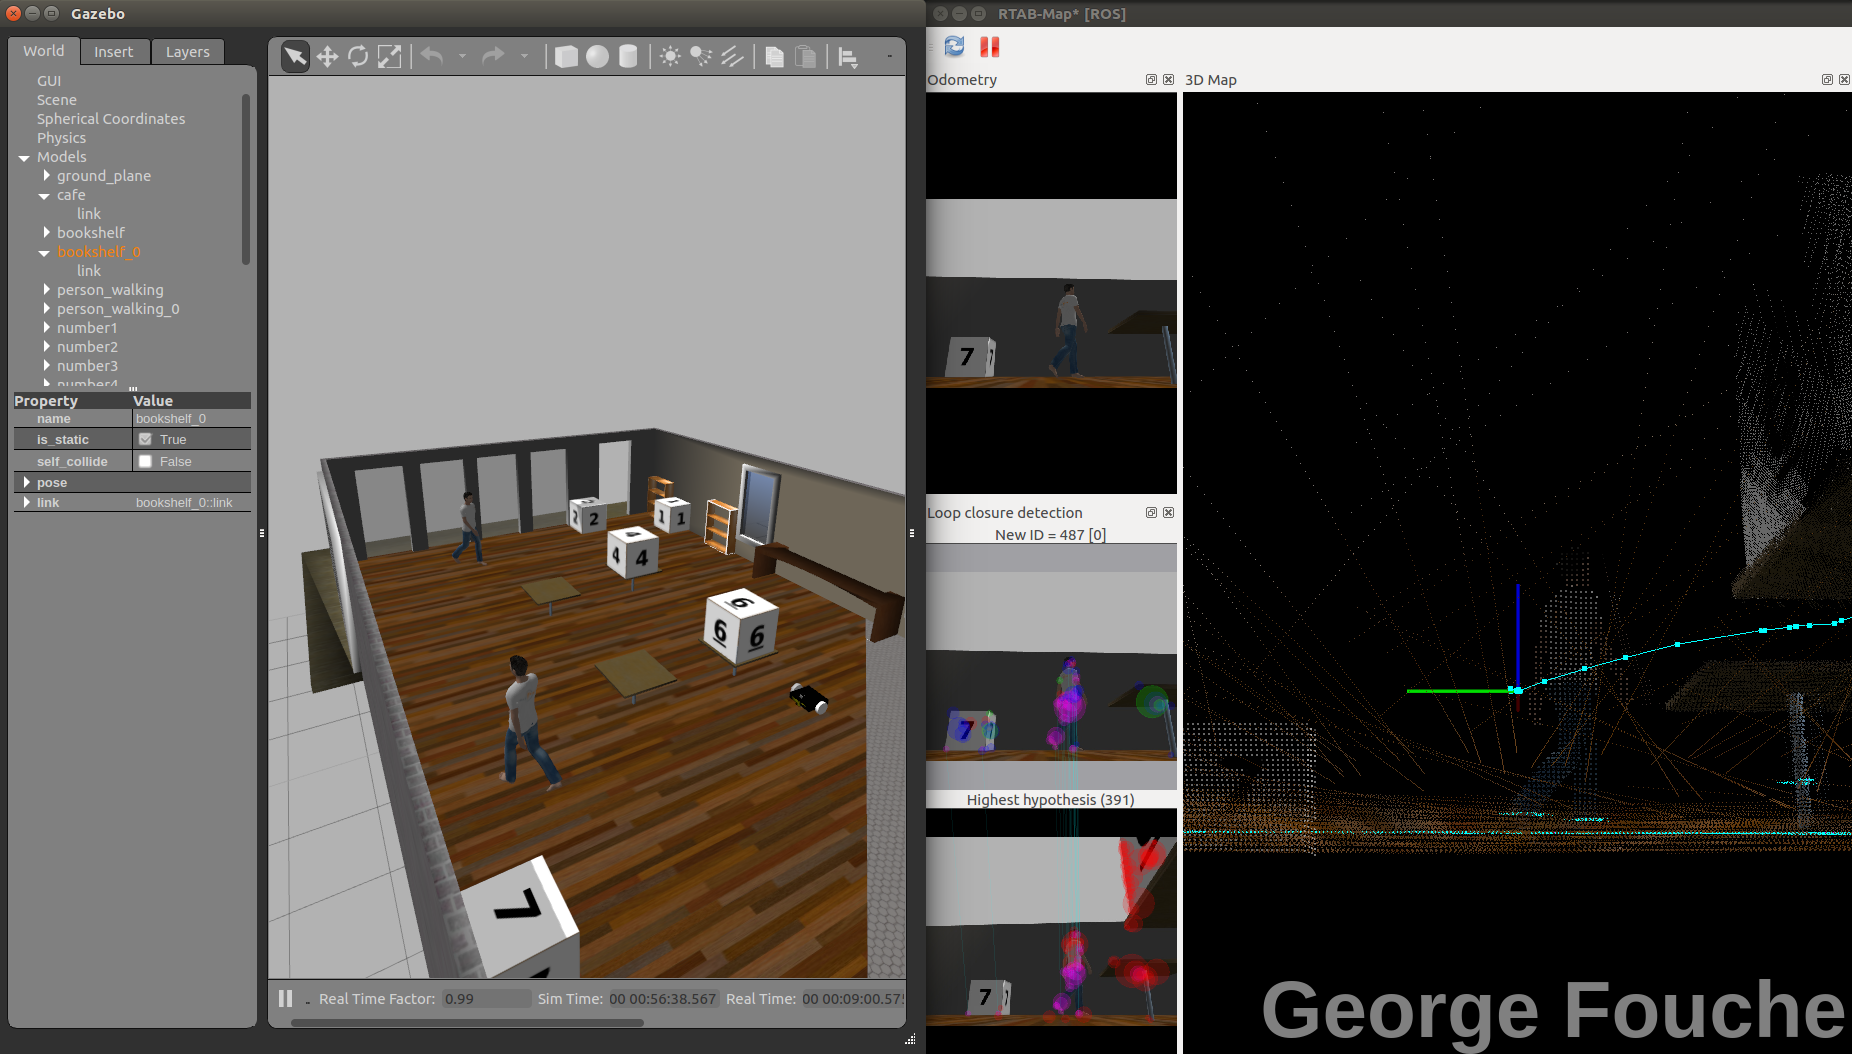 Gazebo
World
Insert
Layers
GUI
Scene
Spherical Coordinates
Physics
Models
ground_plane
cafe
link
bookshelf
bookshelf_0
link
person_walking
person_walking_0
number1
number2
number3
number4
Property Value
name bookshelf_0
is_static True
self_collide False
pose
link bookshelf_0::link
2
1 1
4
4 4
6
6 6
7
Real Time Factor: 0.99 Sim Time: 00 00:56:38.567 Real Time: 00 00:09:00.575
RTAB-Map* [ROS]
Odometry
7
Loop closure detection
New ID = 487 [0]
7
Highest hypothesis (391)
7
3D Map
George Fouche